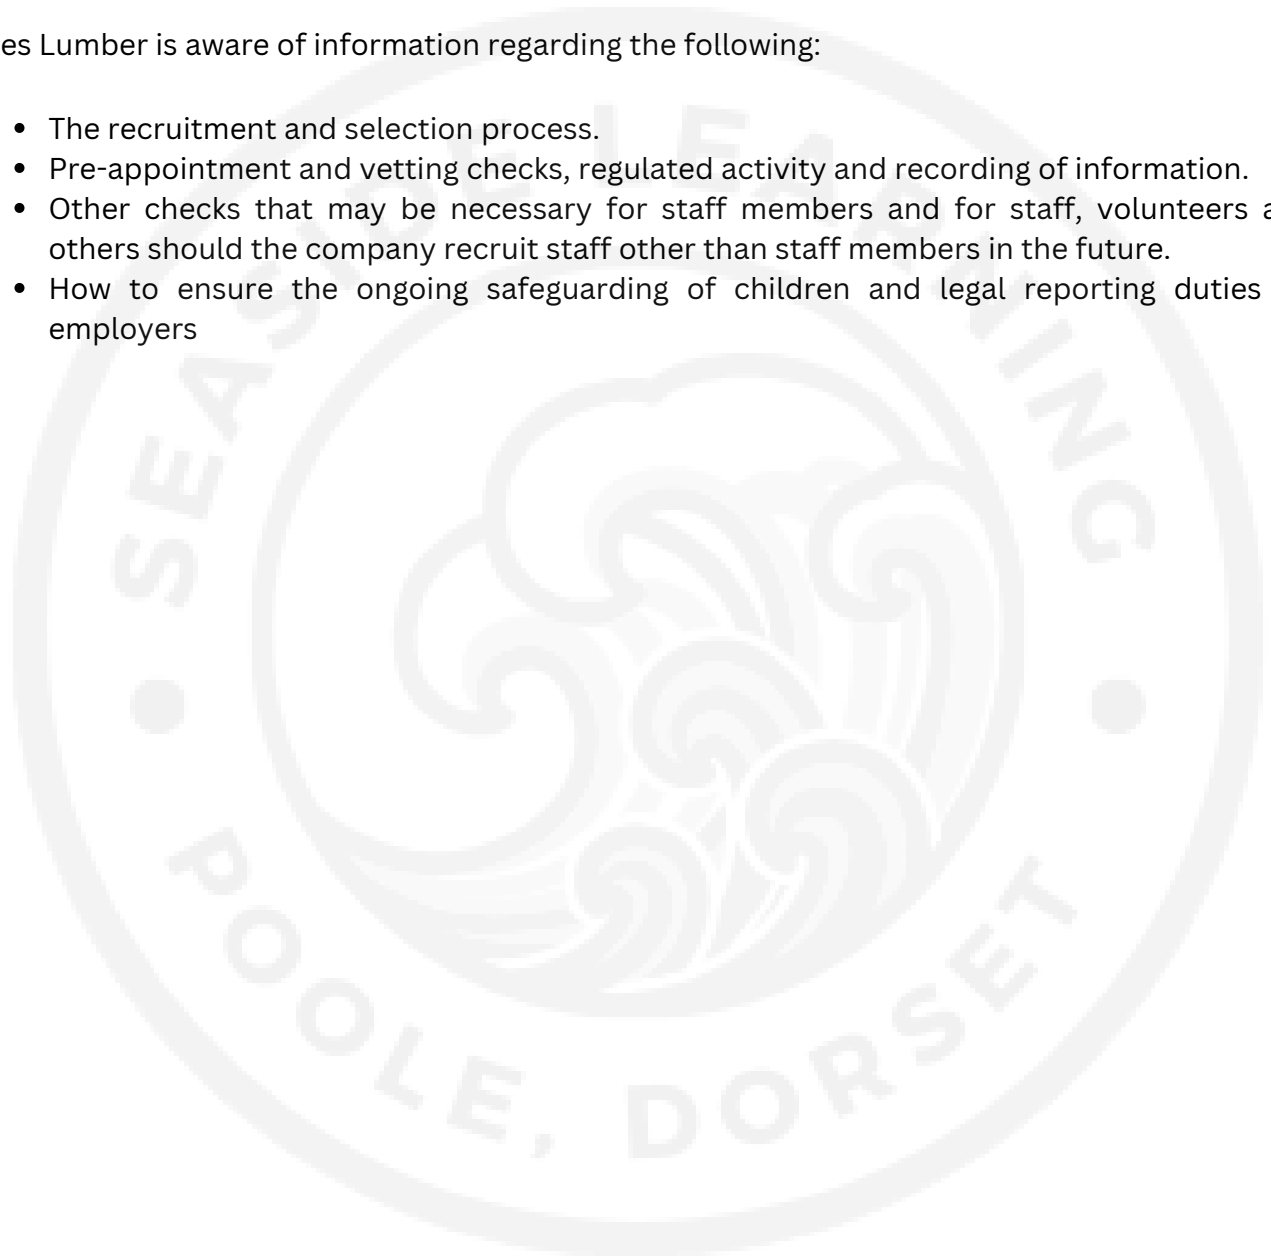 es Lumber is aware of information regarding the following:
• The recruitment and selection process.
• Pre-appointment and vetting checks, regulated activity and recording of information.
• Other checks that may be necessary for staff members and for staff, volunteers a
others should the company recruit staff other than staff members in the future.
• How to ensure the ongoing safeguarding of children and legal reporting duties
employers
SEASIDE LEARNING
POOLE, DORSET